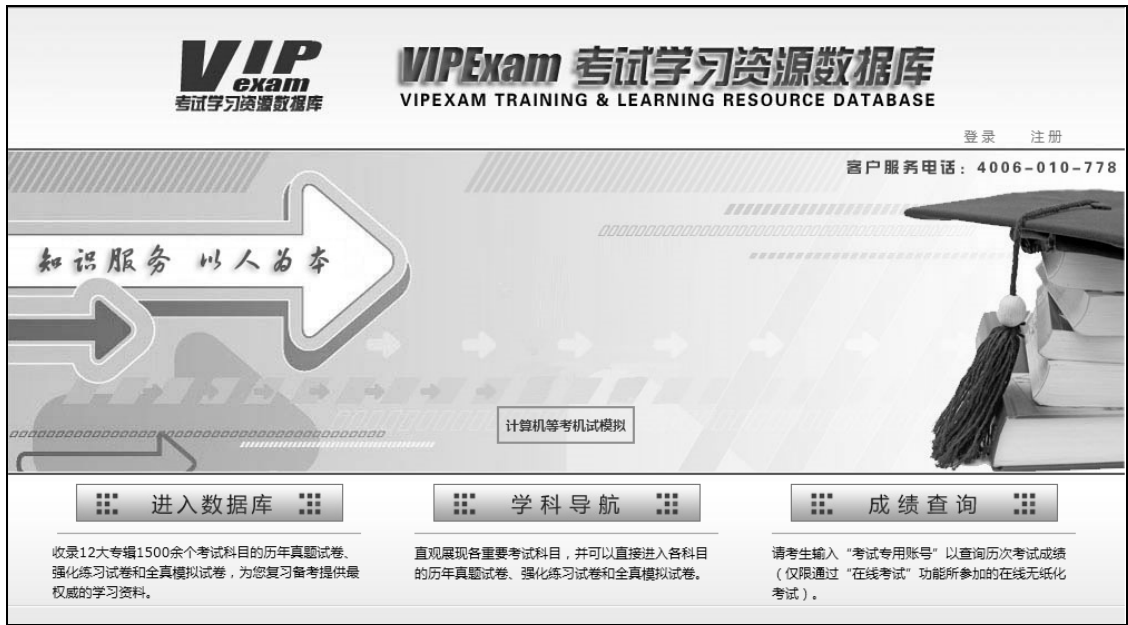 VIP
exam
考试学习资源数据库
VIPExam 考试学习资源数据库
VIPEXAM TRAINING & LEARNING RESOURCE DATABASE
登录 注册
客户服务电话：4006-010-778
知识服务 以人为本
计算机等考机试模拟
进入数据库
收录12大专辑1500余个考试科目的历年真题试卷、
强化练习试卷和全真模拟试卷，为您复习备考提供最
权威的学习资料。
学科导航
直观展现各重要考试科目，并可以直接进入各科目
的历年真题试卷、强化练习试卷和全真模拟试卷。
成绩查询
请考生输入“考试专用账号”以查询历次考试成绩
（仅限通过“在线考试”功能所参加的在线无纸化
考试）。